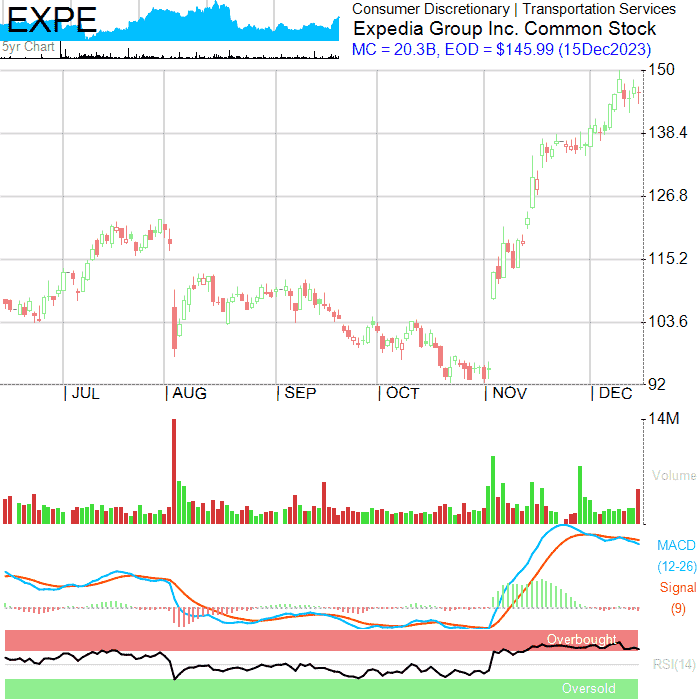 EXPE
5yr Chart
Consumer Discretionary | Transportation Services
Expedia Group Inc. Common Stock
MC = 20.3B, EOD = $145.99 (15Dec2023)
150
138.4
126.8
115.2
103.6
92
JUL AUG SEP OCT NOV DEC
14M
Volume
MACD
(12-26)
Signal
(9)
Overbought
RSI(14)
Oversold